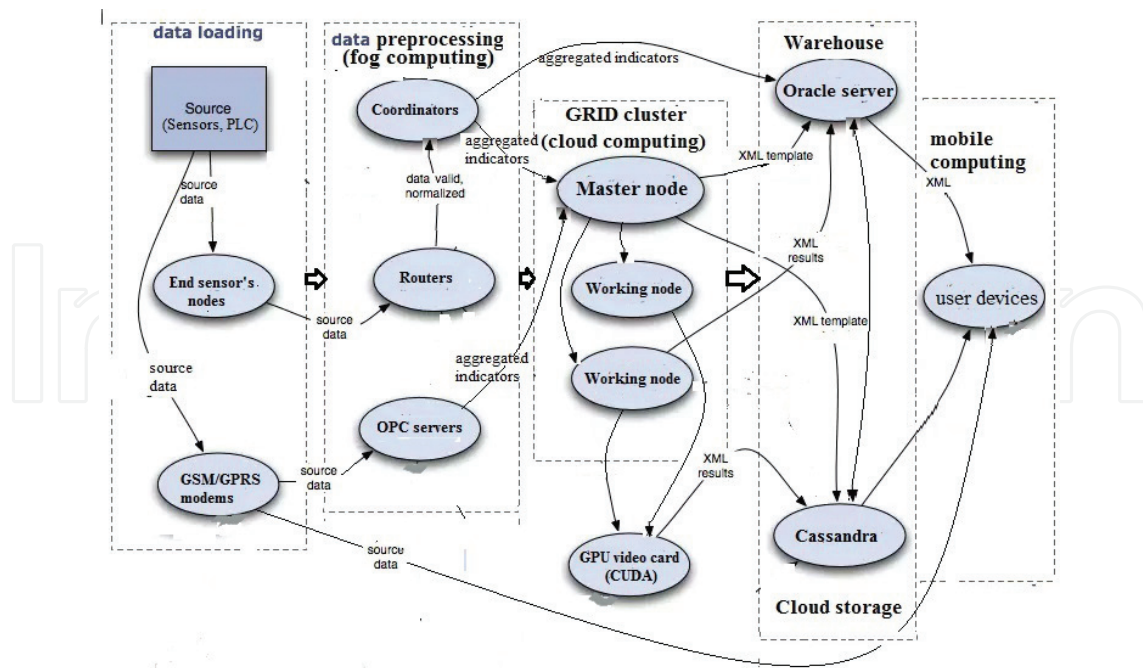 data loading
Source
(Sensors, PLC)
source
data
End sensor's
nodes
source
data
source
data
GSM/GPRS
modems
source
data
source
data
data preprocessing
(fog computing)
Coordinators
data valid,
normalized
Routers
OPC servers
aggregated indicators
aggregated
indicators
aggregated
indicators
GRID cluster
(cloud computing)
Master node
Working node
Working node
GPU video card
(CUDA)
XML template
XML
results
XML template
XML
results
Warehouse
Oracle server
Cassandra
Cloud storage
mobile
computing
XML
user devices